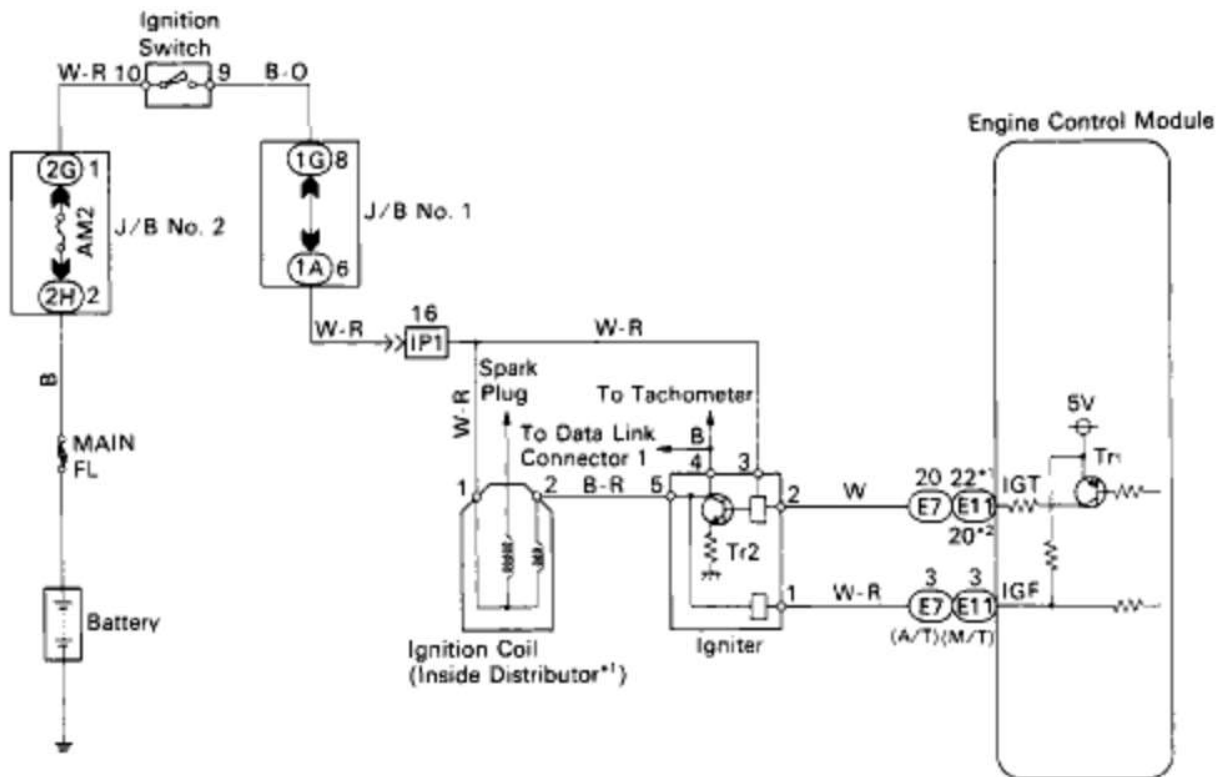 Ignition
Switch
W-R 10 9 B-O
Engine Control Module
2G 1
AM2
J/B No. 2
2H 2
1G 8
J/B No. 1
1A 6
W-R
16
IP1
W-R
B
MAIN
FL
Battery
W-R
Spark
Plug
To Tachometer
B
To Data Link
Connector 1
4 3
1 2 B-R 5
Tr2
2 W
20 22*1
E7 E11
20*2
IGT
5V
Tr1
1 W-R
3 3
E7 E11
IGF
(A/T) (M/T)
Igniter
Ignition Coil
(Inside Distributor*1)